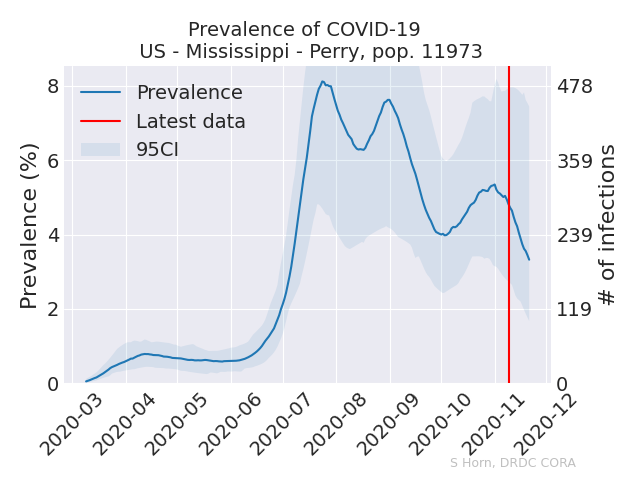 Prevalence of COVID-19
US - Mississippi - Perry, pop. 11973
Prevalence
Latest data
95CI
Prevalence (%)
8
6
4
2
0
478
359
239
119
0
# of infections
2020-03
2020-04
2020-05
2020-06
2020-07
2020-08
2020-09
2020-10
2020-11
2020-12
S Horn, DRDC CORA